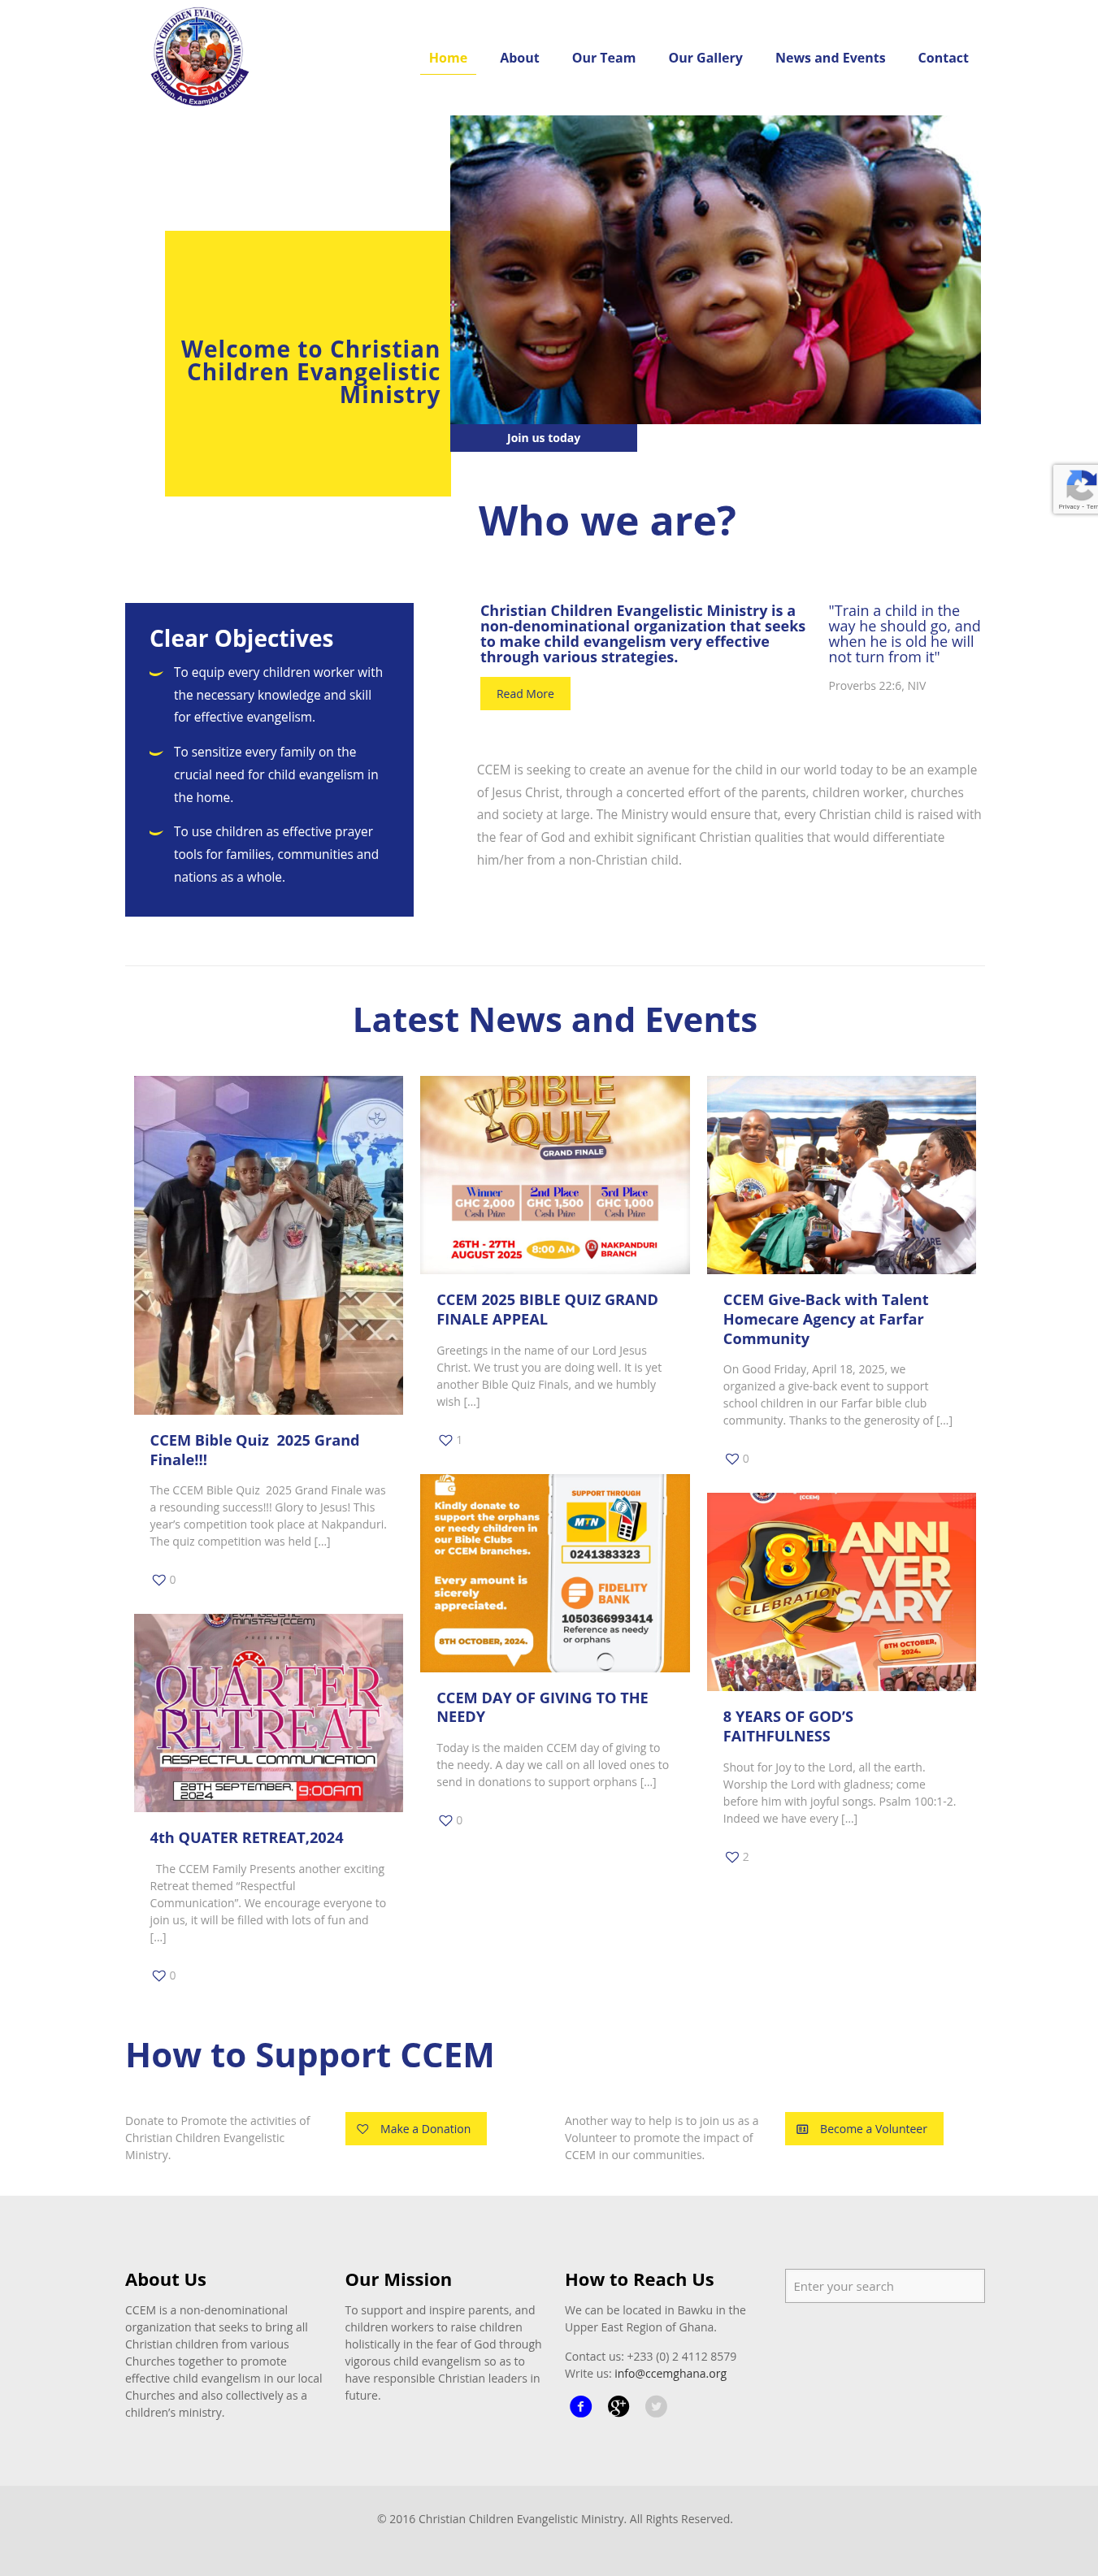 CHRISTIAN CHILDREN EVANGELISTIC MINISTRY
CCEM
Children, An Example Of Christ
Home
About
Our Team
Our Gallery
News and Events
Contact
Welcome to Christian
Children Evangelistic
Ministry
Join us today
Who we are?
Clear Objectives
To equip every children worker with
the necessary knowledge and skill
for effective evangelism.
To sensitize every family on the
crucial need for child evangelism in
the home.
To use children as effective prayer
tools for families, communities and
nations as a whole.
Christian Children Evangelistic Ministry is a
non-denominational organization that seeks
to make child evangelism very effective
through various strategies.
Read More
"Train a child in the
way he should go, and
when he is old he will
not turn from it"
Proverbs 22:6, NIV
CCEM is seeking to create an avenue for the child in our world today to be an example
of Jesus Christ, through a concerted effort of the parents, children worker, churches
and society at large. The Ministry would ensure that, every Christian child is raised with
the fear of God and exhibit significant Christian qualities that would differentiate
him/her from a non-Christian child.
Latest News and Events
CCEM Bible Quiz  2025 Grand
Finale!!!
The CCEM Bible Quiz  2025 Grand Finale was
a resounding success!!! Glory to Jesus! This
year’s competition took place at Nakpanduri.
The quiz competition was held [...]
0
EVANGELISTIC
MINISTRY (CCEM)
PRESENTS
4TH
QUARTER
RETREAT
RESPECTFUL COMMUNICATION
28TH SEPTEMBER,
2024
9:00AM
4th QUATER RETREAT,2024
The CCEM Family Presents another exciting
Retreat themed “Respectful
Communication”. We encourage everyone to
join us, it will be filled with lots of fun and
[...]
0
BIBLE
QUIZ
GRAND FINALE
Winner
GHC 2,000
Cash Prize
2nd Place
GHC 1,500
Cash Prize
3rd Place
GHC 1,000
Cash Prize
26TH - 27TH
AUGUST 2025
8:00 AM
NAKPANDURI
BRANCH
CCEM 2025 BIBLE QUIZ GRAND
FINALE APPEAL
Greetings in the name of our Lord Jesus
Christ. We trust you are doing well. It is yet
another Bible Quiz Finals, and we humbly
wish [...]
1
Kindly donate to
support the orphans
or needy children in
our Bible Clubs
or CCEM branches.
Every amount is
sicerely
appreciated.
8TH OCTOBER, 2024.
SUPPORT THROUGH
MTN
0241383323
FIDELITY
BANK
1050366993414
Reference as needy
or orphans
CCEM DAY OF GIVING TO THE
NEEDY
Today is the maiden CCEM day of giving to
the needy. A day we call on all loved ones to
send in donations to support orphans [...]
0
CCEM Give-Back with Talent
Homecare Agency at Farfar
Community
On Good Friday, April 18, 2025, we
organized a give-back event to support
school children in our Farfar bible club
community. Thanks to the generosity of [...]
0
(CCEM)
8Th
CELEBRATION
ANNI
VER
SARY
8TH OCTOBER,
2024.
8 YEARS OF GOD’S
FAITHFULNESS
Shout for Joy to the Lord, all the earth.
Worship the Lord with gladness; come
before him with joyful songs. Psalm 100:1-2.
Indeed we have every [...]
2
How to Support CCEM
Donate to Promote the activities of
Christian Children Evangelistic
Ministry.
Make a Donation
Another way to help is to join us as a
Volunteer to promote the impact of
CCEM in our communities.
Become a Volunteer
About Us
CCEM is a non-denominational
organization that seeks to bring all
Christian children from various
Churches together to promote
effective child evangelism in our local
Churches and also collectively as a
children’s ministry.
Our Mission
To support and inspire parents, and
children workers to raise children
holistically in the fear of God through
vigorous child evangelism so as to
have responsible Christian leaders in
future.
How to Reach Us
We can be located in Bawku in the
Upper East Region of Ghana.
Contact us: +233 (0) 2 4112 8579
Write us: info@ccemghana.org
Enter your search
© 2016 Christian Children Evangelistic Ministry. All Rights Reserved.